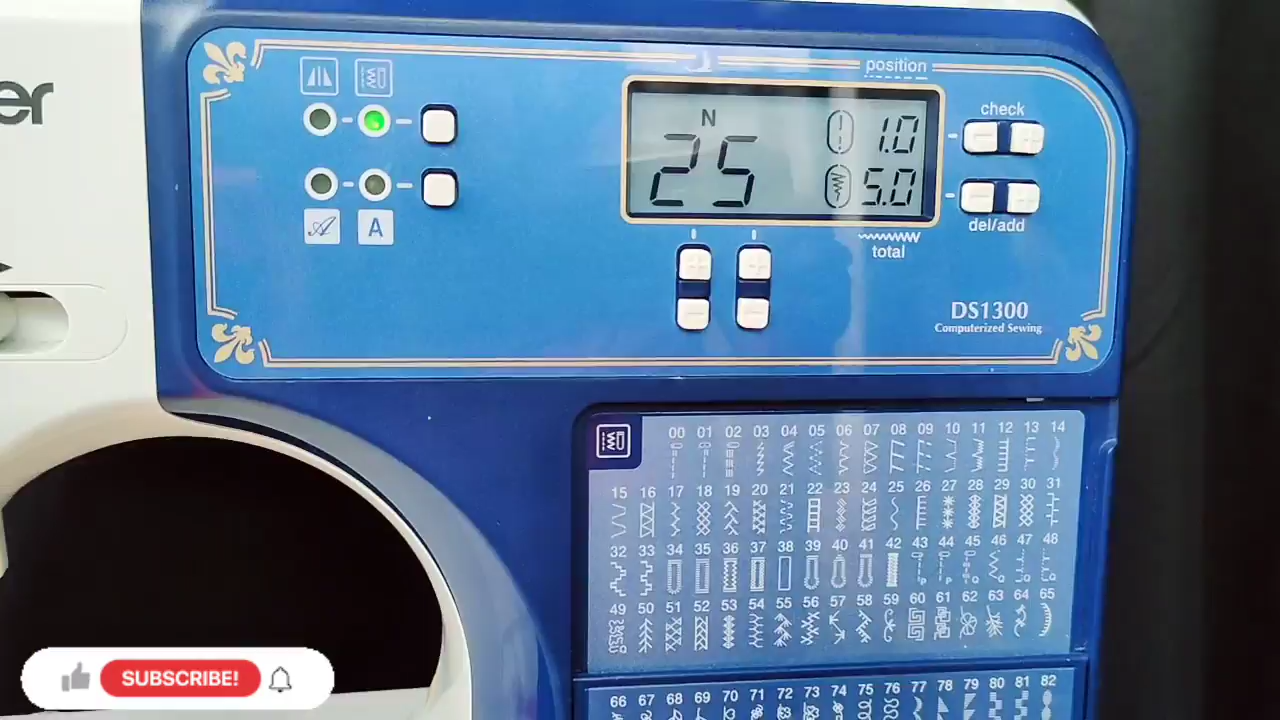 er
position
check
N
25
1.0
5.0
A
A
del/add
total
DS1300
Computerized Sewing
00 01 02 03 04 05 06 07 08 09 10 11 12 13 14
15 16 17 18 19 20 21 22 23 24 25 26 27 28 29 30 31
32 33 34 35 36 37 38 39 40 41 42 43 44 45 46 47 48
49 50 51 52 53 54 55 56 57 58 59 60 61 62 63 64 65
66 67 68 69 70 71 72 73 74 75 76 77 78 79 80 81 82
SUBSCRIBE!